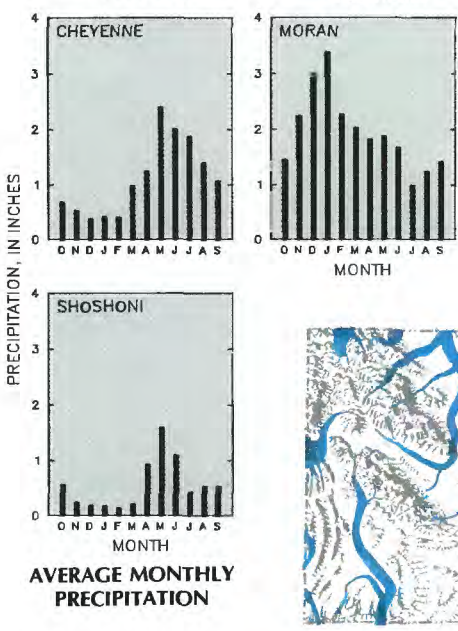 PRECIPITATION, IN INCHES
CHEYENNE
4
3
2
1
0
O N D J F M A M J J A S
MORAN
4
3
2
1
0
O N D J F M A M J J A S
MONTH
SHOSHONI
4
3
2
1
0
O N D J F M A M J J A S
MONTH
AVERAGE MONTHLY
PRECIPITATION